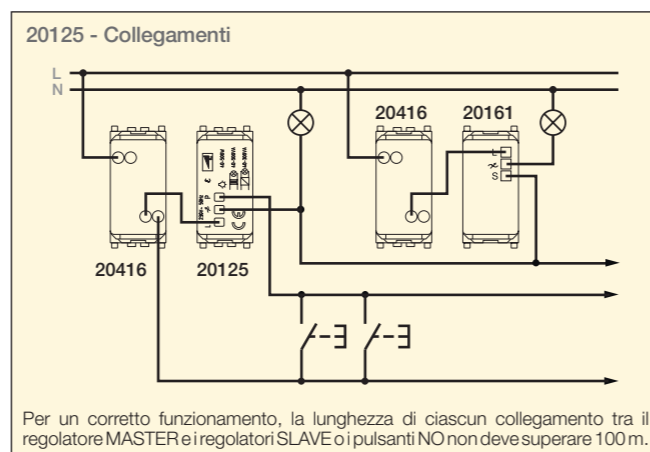 20125 - Collegamenti
L
N
20416 20161
L
S
P
L
20416 20125
Per un corretto funzionamento, la lunghezza di ciascun collegamento tra il
regolatore MASTER e i regolatori SLAVE o i pulsanti NO non deve superare 100 m.